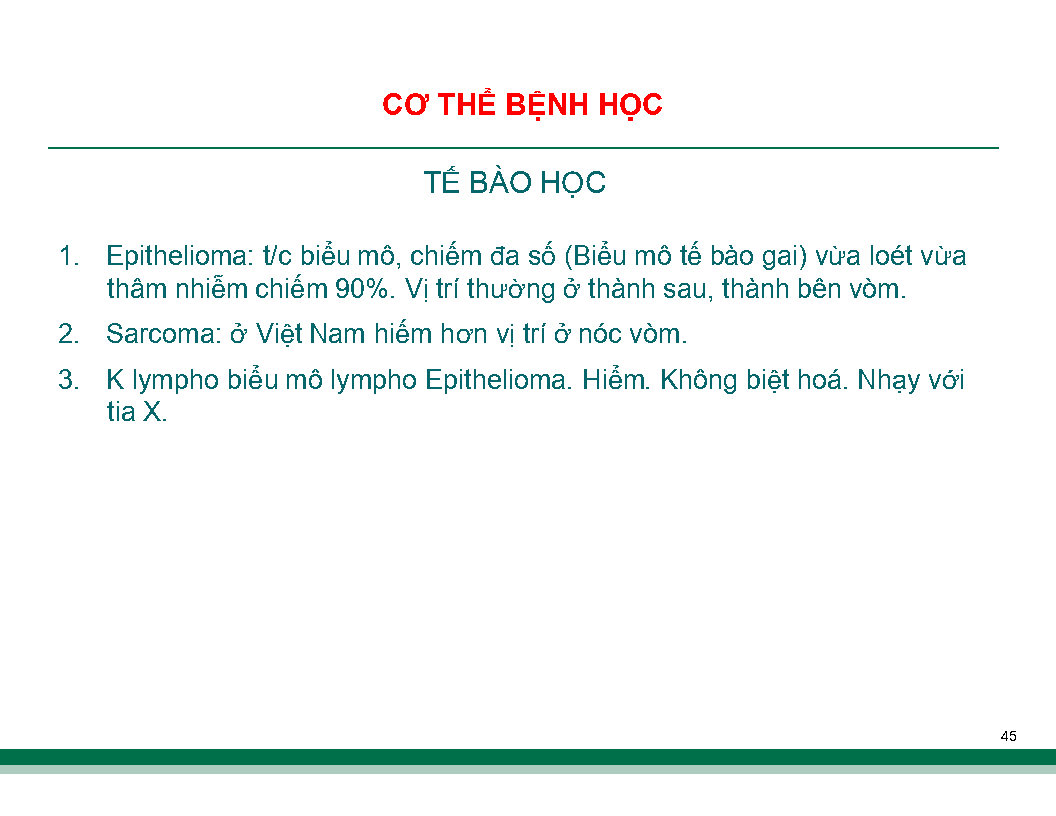 CƠ THỂ BỆNH HỌC
TẾ BÀO HỌC
1. Epithelioma: t/c biểu mô, chiếm đa số (Biểu mô tế bào gai) vừa loét vừa
thâm nhiễm chiếm 90%. Vị trí thường ở thành sau, thành bên vòm.
2. Sarcoma: ở Việt Nam hiếm hơn vị trí ở nóc vòm.
3. K lympho biểu mô lympho Epithelioma. Hiểm. Không biệt hoá. Nhạy với
tia X.
45